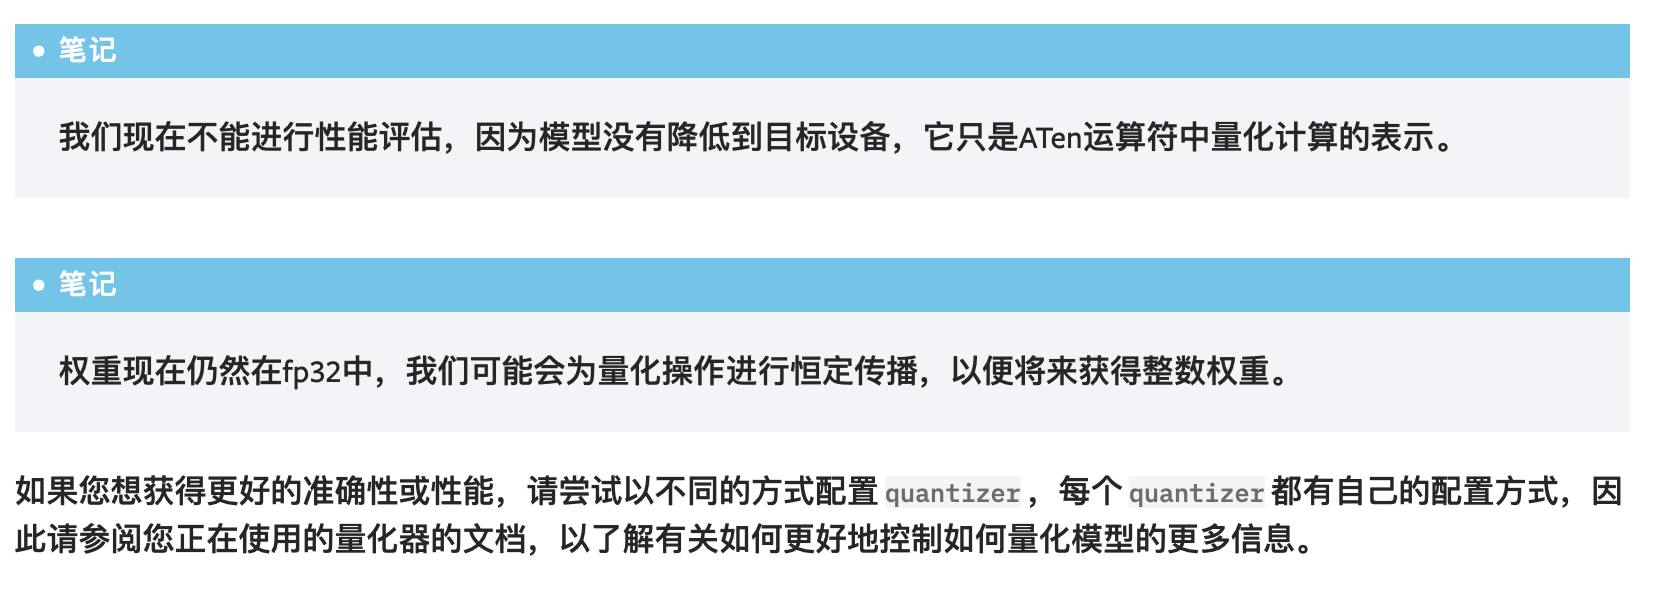 笔记
我们现在不能进行性能评估，因为模型没有降低到目标设备，它只是ATen运算符中量化计算的表示。
笔记
权重现在仍然在fp32中，我们可能会为量化操作进行恒定传播，以便将来获得整数权重。
如果您想获得更好的准确性或性能，请尝试以不同的方式配置 quantizer ，每个 quantizer 都有自己的配置方式，因
此请参阅您正在使用的量化器的文档，以了解有关如何更好地控制如何量化模型的更多信息。